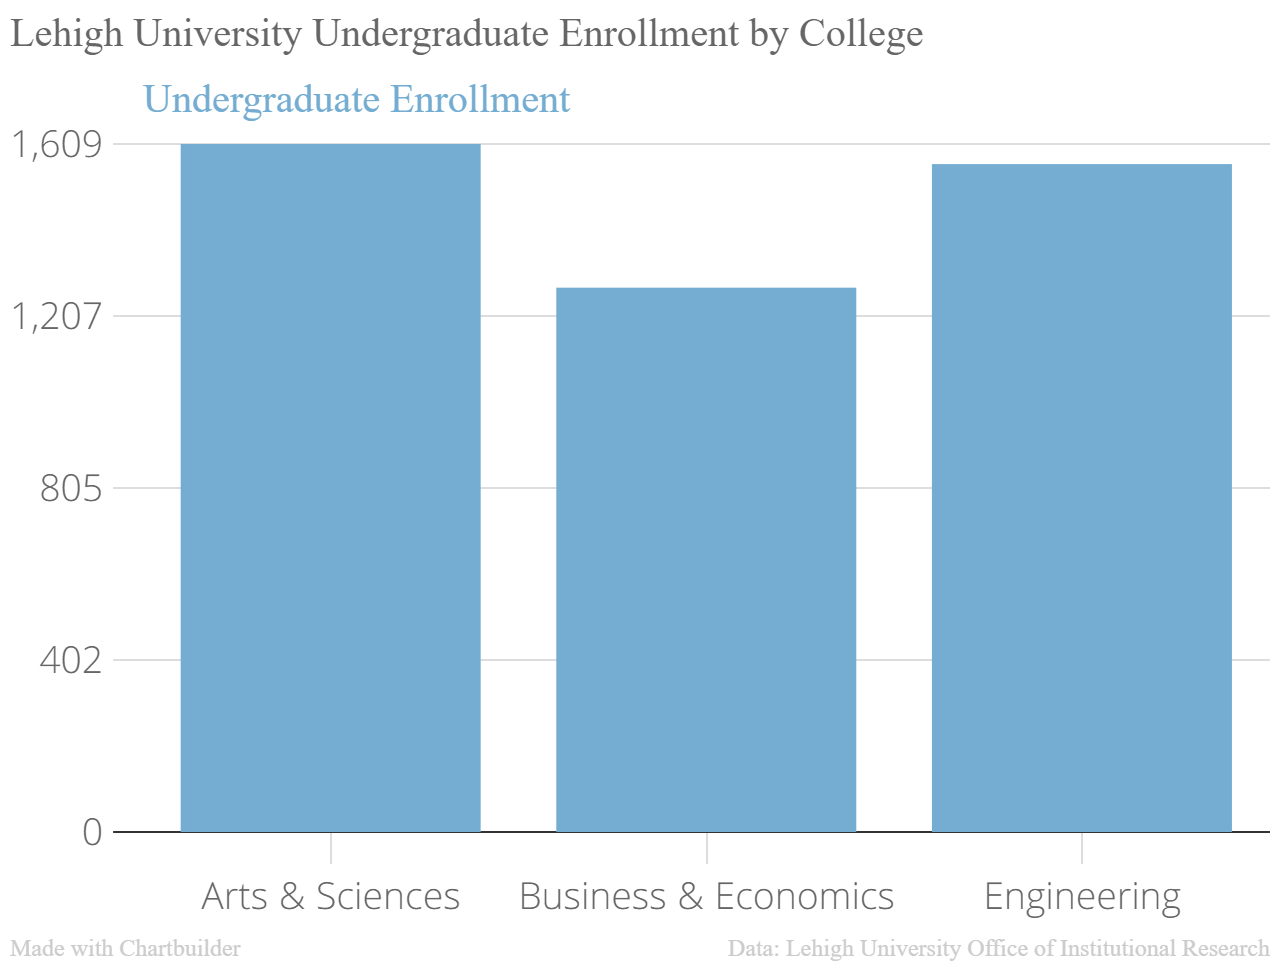 Lehigh University Undergraduate Enrollment by College
Undergraduate Enrollment
1,609
1,207
805
402
0
Arts & Sciences
Business & Economics
Engineering
Made with Chartbuilder
Data: Lehigh University Office of Institutional Research